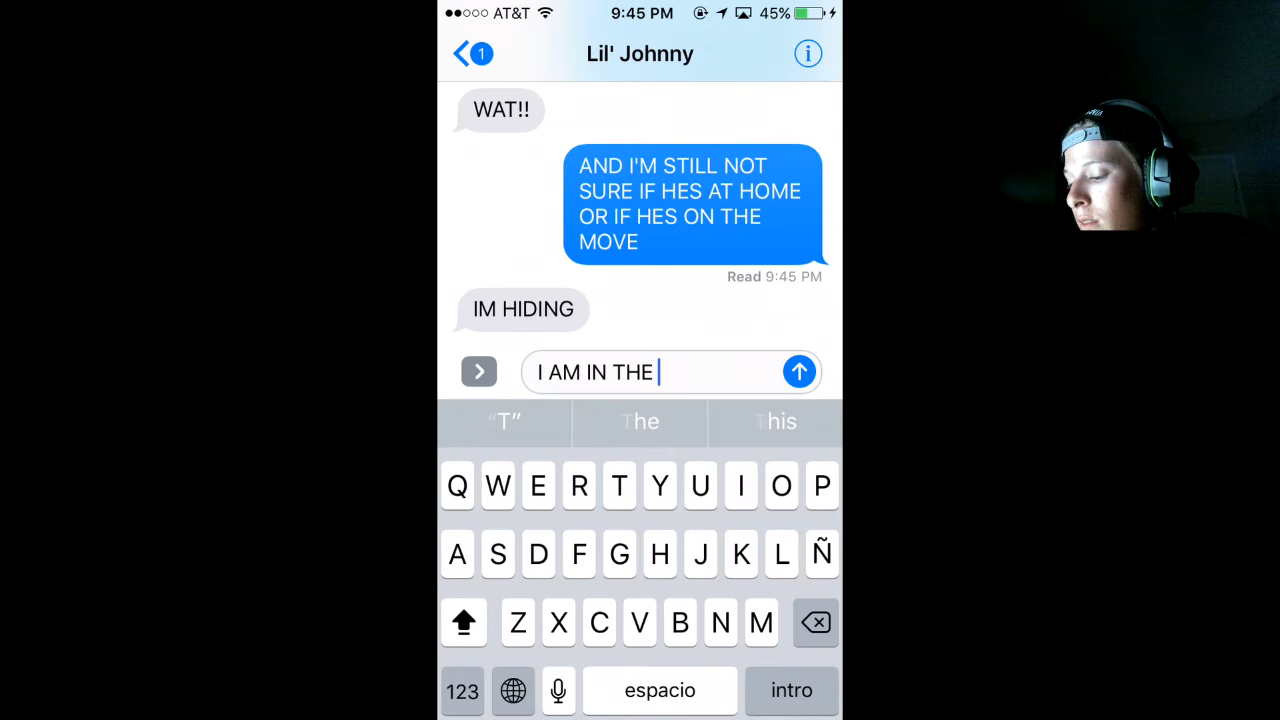 AT&T 9:45 PM 45%
1 Lil' Johnny i
WAT!!
AND I'M STILL NOT
SURE IF HES AT HOME
OR IF HES ON THE
MOVE
Read 9:45 PM
IM HIDING
I AM IN THE
“T” The This
Q W E R T Y U I O P
A S D F G H J K L Ñ
Z X C V B N M
123 espacio intro